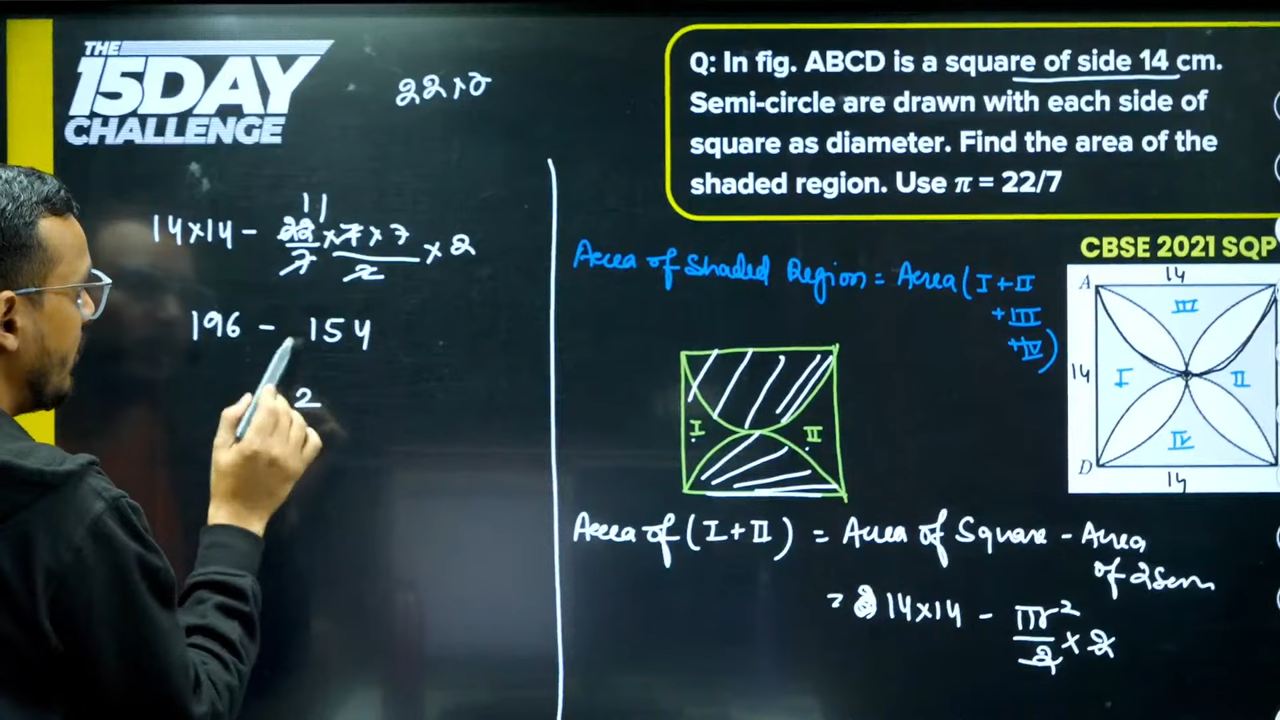 THE
15DAY
CHALLENGE
22×7
11
14×14 - 22/7 × 7×7/2 × 2
196 - 154
2
Q: In fig. ABCD is a square of side 14 cm.
Semi-circle are drawn with each side of
square as diameter. Find the area of the
shaded region. Use π = 22/7
CBSE 2021 SQP
Area of Shaded Region = Area (I+II
+III
+IV)
I
II
14
A
III
14
I
II
IV
D
14
Area of (I+II) = Area of Square - Area
of 2 Sem
= 14×14 - πr²/2 × 2